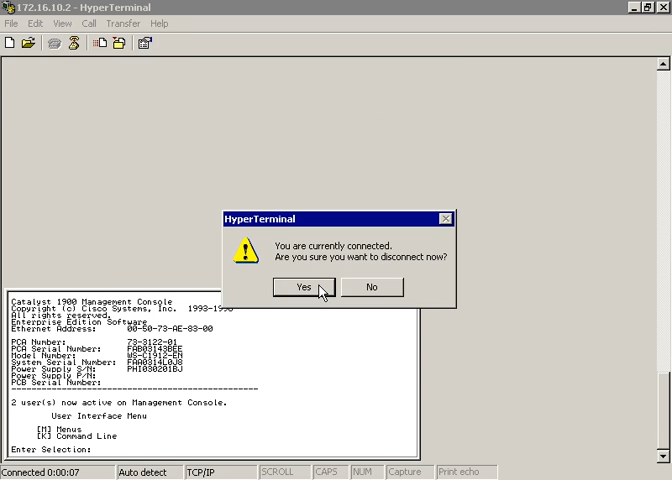 172.16.10.2 - HyperTerminal
File Edit View Call Transfer Help
HyperTerminal
You are currently connected.
Are you sure you want to disconnect now?
Yes No
Catalyst 1900 Management Console
Copyright (c) Cisco Systems, Inc. 1993-1998
All rights reserved.
Enterprise Edition Software
Ethernet Address: 00-50-73-AE-83-00
PCA Number: 73-3122-01
PCA Serial Number: FAB03143BEE
Model Number: WS-C1912-EN
System Serial Number: FAA0314L0J8
Power Supply S/N: PHI030201BJ
Power Supply P/N:
PCB Serial Number:
2 user(s) now active on Management Console.
User Interface Menu
[M] Menus
[K] Command Line
Enter Selection:
Connected 0:00:07 Auto detect TCP/IP SCROLL CAPS NUM Capture Print echo